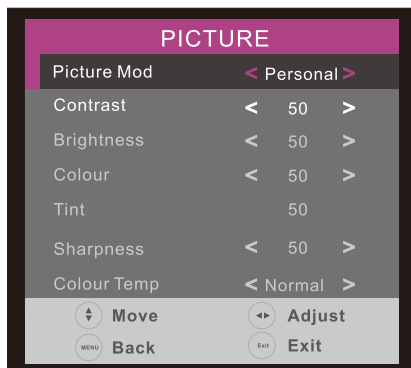 PICTURE
Picture Mod < Personal >
Contrast < 50 >
Brightness < 50 >
Colour < 50 >
Tint 50
Sharpness < 50 >
Colour Temp < Normal >
Move Adjust
MENU Back Exit Exit